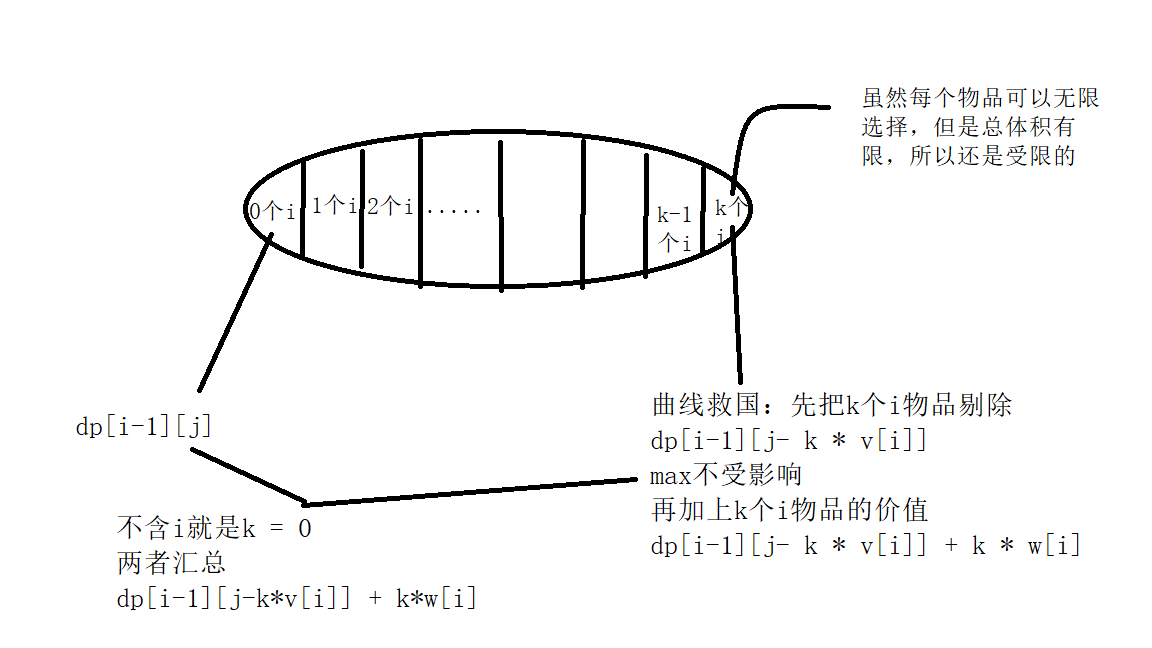 虽然每个物品可以无限
选择，但是总体积有
限，所以还是受限的
0个i
1个i
2个i
.....
k-1
个i
k个
i
dp[i-1][j]
曲线救国：先把k个i物品剔除
dp[i-1][j- k * v[i]]
max不受影响
再加上k个i物品的价值
dp[i-1][j- k * v[i]] + k * w[i]
不含i就是k = 0
两者汇总
dp[i-1][j-k*v[i]] + k*w[i]